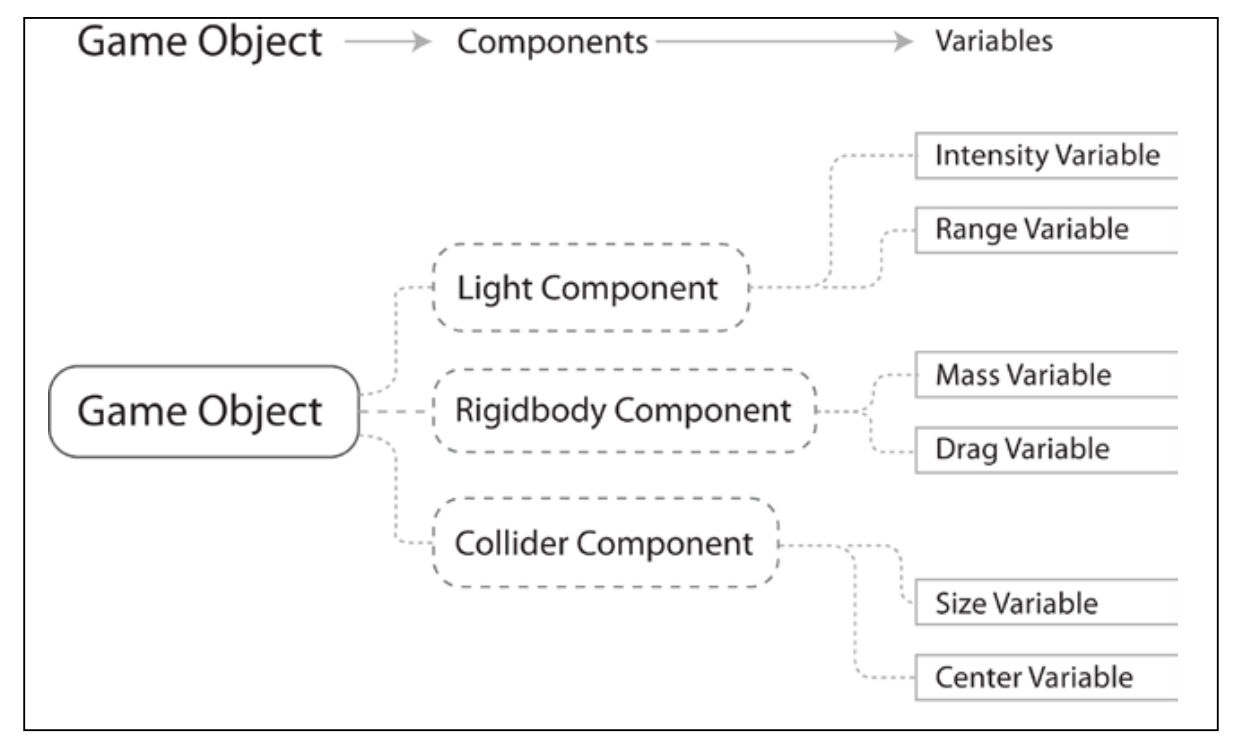 Game Object Components Variables
Intensity Variable
Range Variable
Light Component
Mass Variable
Game Object
Rigidbody Component
Drag Variable
Collider Component
Size Variable
Center Variable